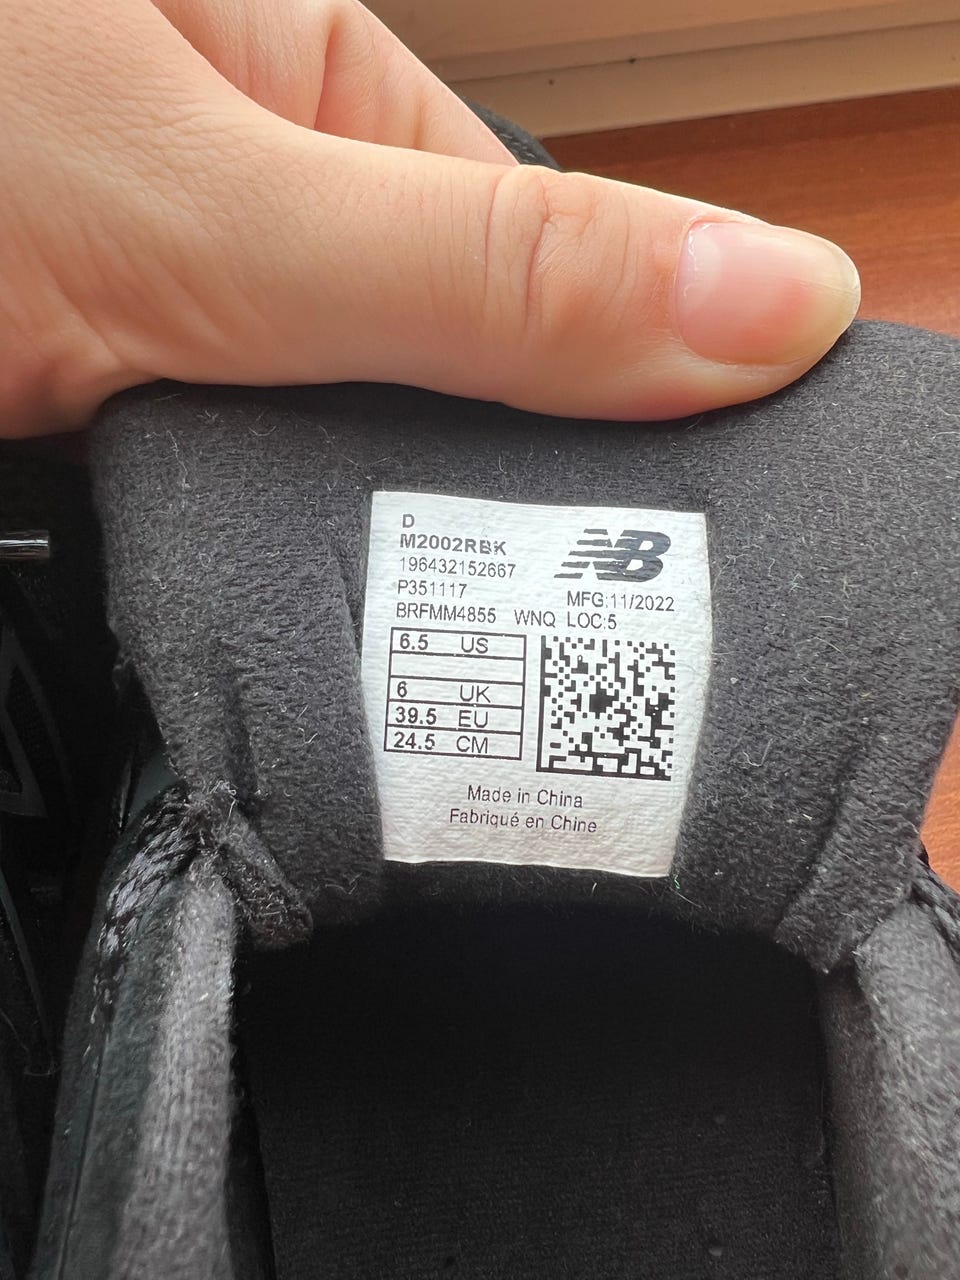 D
M2002RBK
NB
196432152667
P351117
MFG:11/2022
BRFMM4855 WNQ LOC:5
6.5 US
6 UK
39.5 EU
24.5 CM
Made in China
Fabriqué en Chine